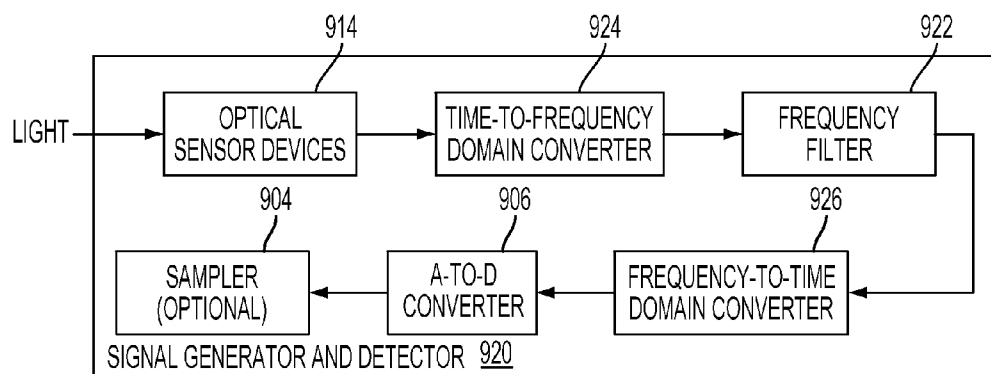 914
924
922
LIGHT
OPTICAL
SENSOR DEVICES
TIME-TO-FREQUENCY
DOMAIN CONVERTER
FREQUENCY
FILTER
904
906
926
SAMPLER
(OPTIONAL)
A-TO-D
CONVERTER
FREQUENCY-TO-TIME
DOMAIN CONVERTER
SIGNAL GENERATOR AND DETECTOR 920